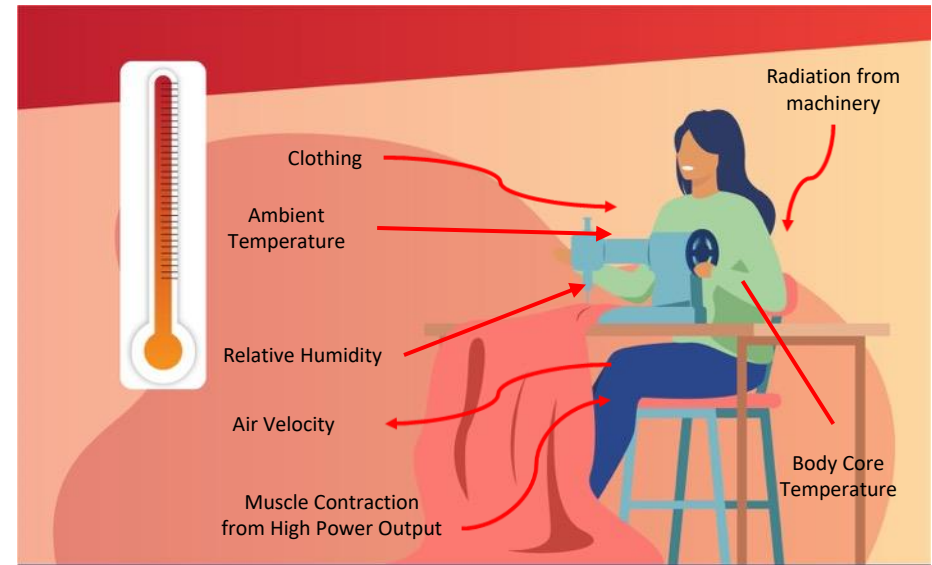 Radiation from
machinery
Clothing
Ambient
Temperature
Relative Humidity
Air Velocity
Body Core
Temperature
Muscle Contraction
from High Power Output